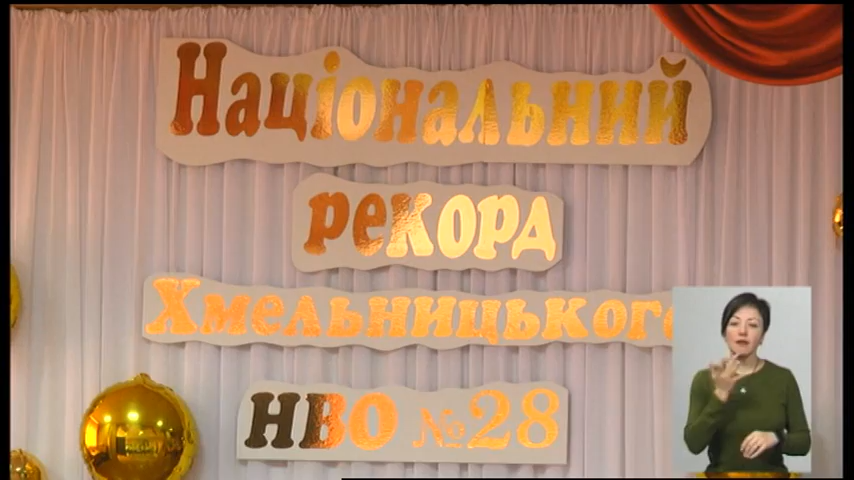 Національний
рекорд
Хмельницького
НВО №28